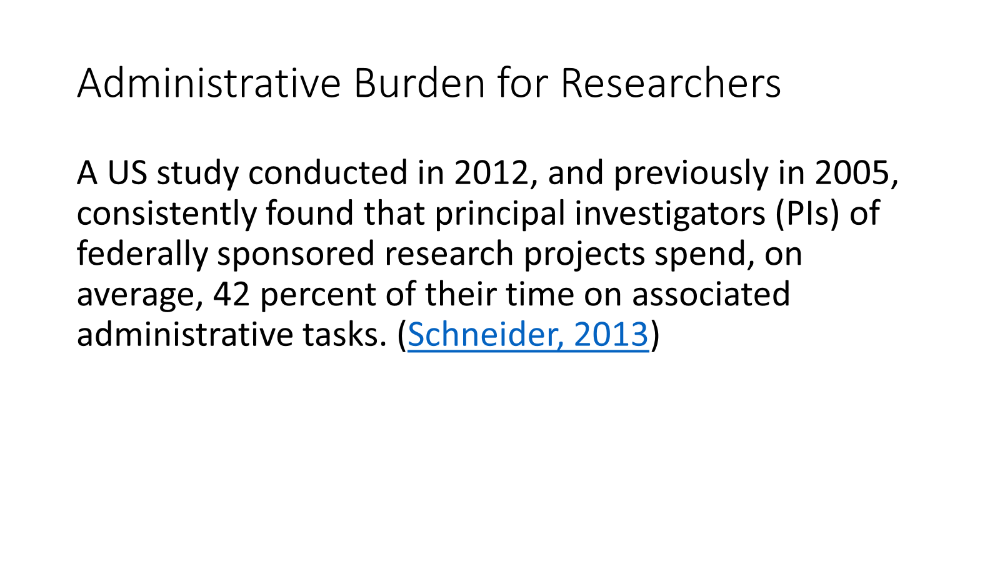 Administrative Burden for Researchers
A US study conducted in 2012, and previously in 2005,
consistently found that principal investigators (PIs) of
federally sponsored research projects spend, on
average, 42 percent of their time on associated
administrative tasks. (Schneider, 2013)